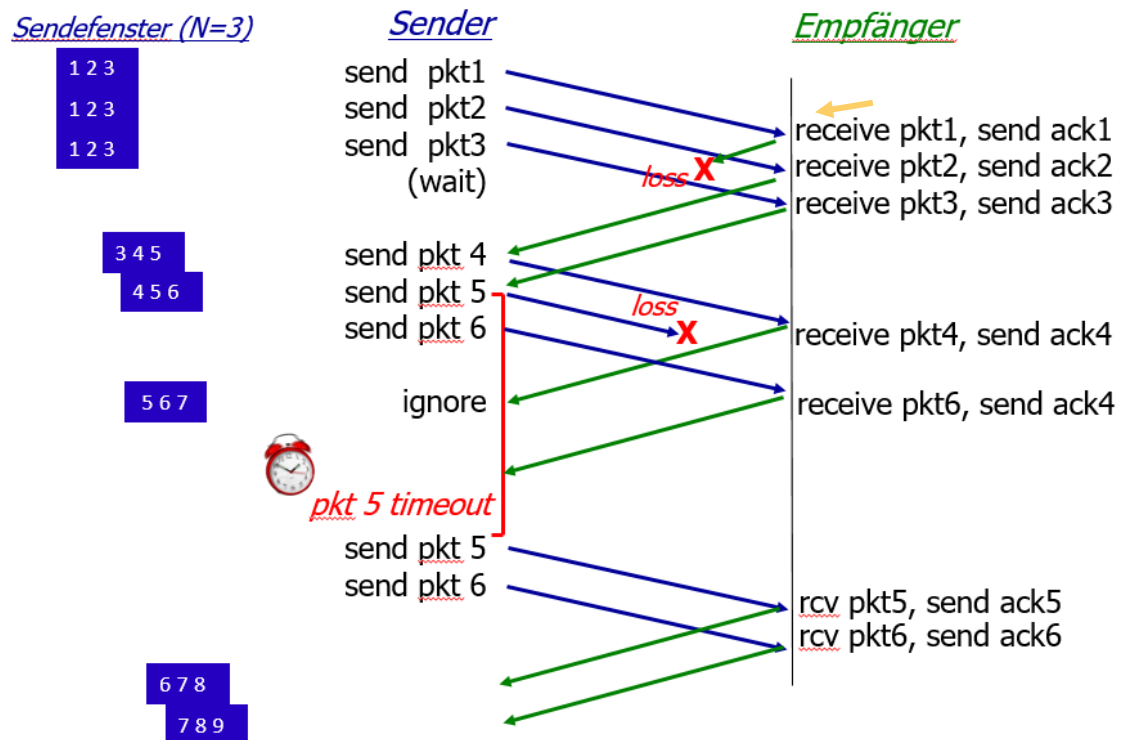 Sendefenster (N=3)
Sender
Empfänger
1 2 3
send pkt1
1 2 3
send pkt2
receive pkt1, send ack1
1 2 3
send pkt3
receive pkt2, send ack2
(wait)
loss X
receive pkt3, send ack3
3 4 5
send pkt 4
4 5 6
send pkt 5
loss
X
send pkt 6
receive pkt4, send ack4
5 6 7
ignore
receive pkt6, send ack4
pkt 5 timeout
send pkt 5
send pkt 6
rcv pkt5, send ack5
rcv pkt6, send ack6
6 7 8
7 8 9